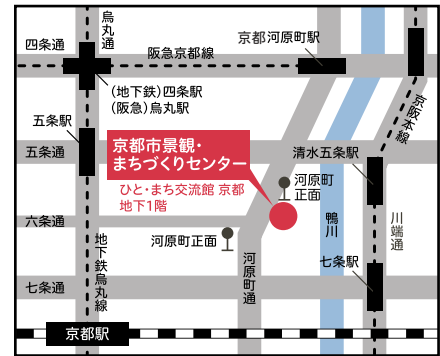 烏丸通
四条通
阪急京都線
京都河原町駅
(地下鉄)四条駅
(阪急)烏丸駅
京阪本線
五条駅
五条通
京都市景観・
まちづくりセンター
ひと・まち交流館 京都
地下1階
清水五条駅
河原町
正面
六条通
河原町正面
鴨川
川端通
地下鉄烏丸線
河原町通
七条駅
七条通
京都駅